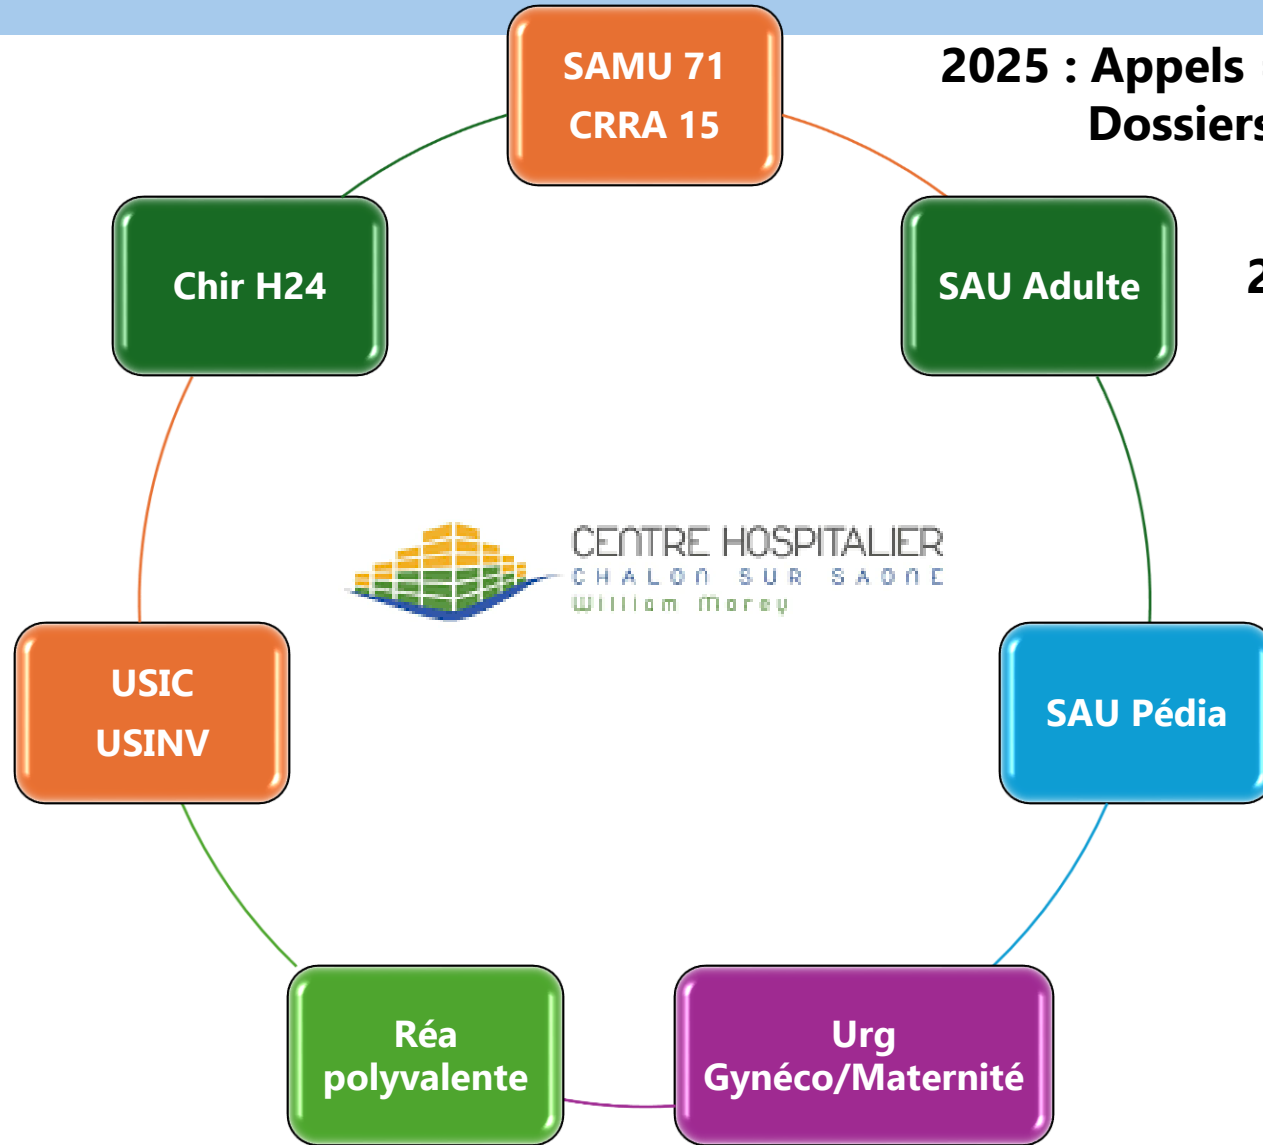 SAMU 71
CRRA 15
2025 : Appels
Dossiers
Chir H24
SAU Adulte
2
CENTRE HOSPITALIER
CHALON SUR SAONE
William Morey
USIC
USINV
SAU Pédia
Réa
polyvalente
Urg
Gynéco/Maternité